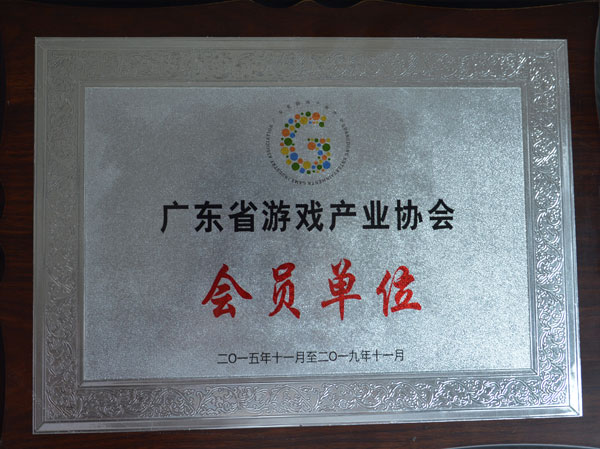 广东省游戏产业协会
会员单位
二〇一五年十一月至二〇一九年十一月